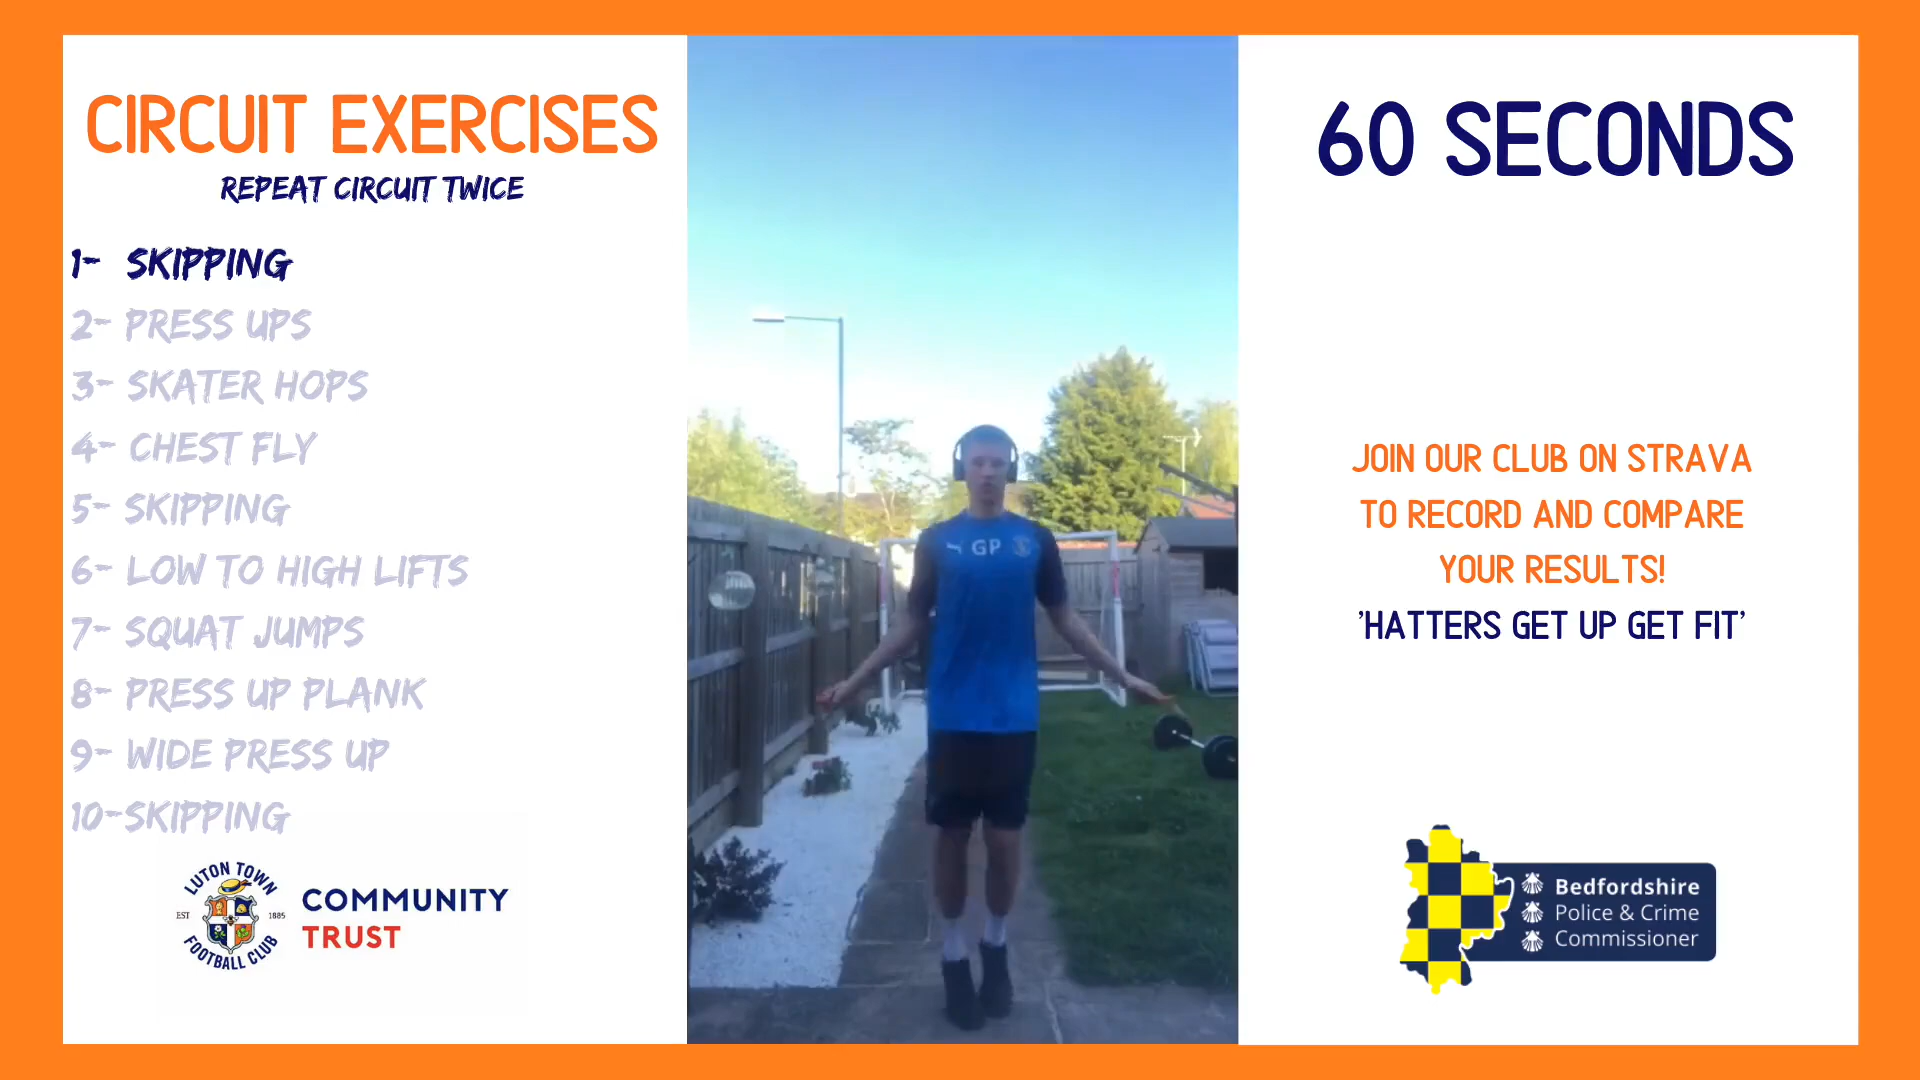 CIRCUIT EXERCISES
REPEAT CIRCUIT TWICE
1- SKIPPING
2- PRESS UPS
3- SKATER HOPS
4- CHEST FLY
5- SKIPPING
6- LOW TO HIGH LIFTS
7- SQUAT JUMPS
8- PRESS UP PLANK
9- WIDE PRESS UP
10-SKIPPING
LUTON TOWN
EST 1885
FOOTBALL CLUB
COMMUNITY
TRUST
GP
60 SECONDS
JOIN OUR CLUB ON STRAVA
TO RECORD AND COMPARE
YOUR RESULTS!
'HATTERS GET UP GET FIT'
Bedfordshire
Police & Crime
Commissioner